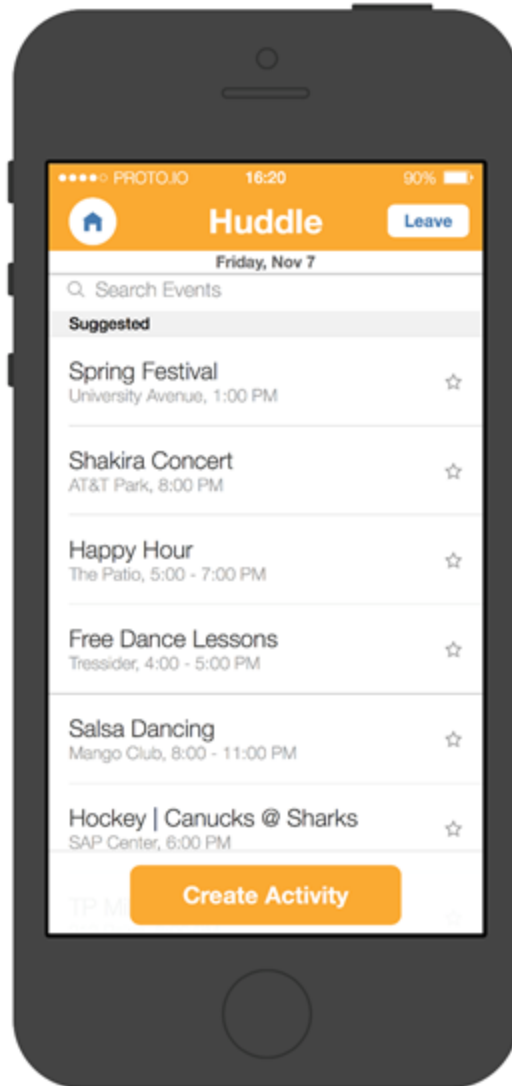 PROTO.IO 16:20 90%
Huddle Leave
Friday, Nov 7
Search Events
Suggested
Spring Festival
University Avenue, 1:00 PM
Shakira Concert
AT&T Park, 8:00 PM
Happy Hour
The Patio, 5:00 - 7:00 PM
Free Dance Lessons
Tressider, 4:00 - 5:00 PM
Salsa Dancing
Mango Club, 8:00 - 11:00 PM
Hockey | Canucks @ Sharks
SAP Center, 6:00 PM
Create Activity